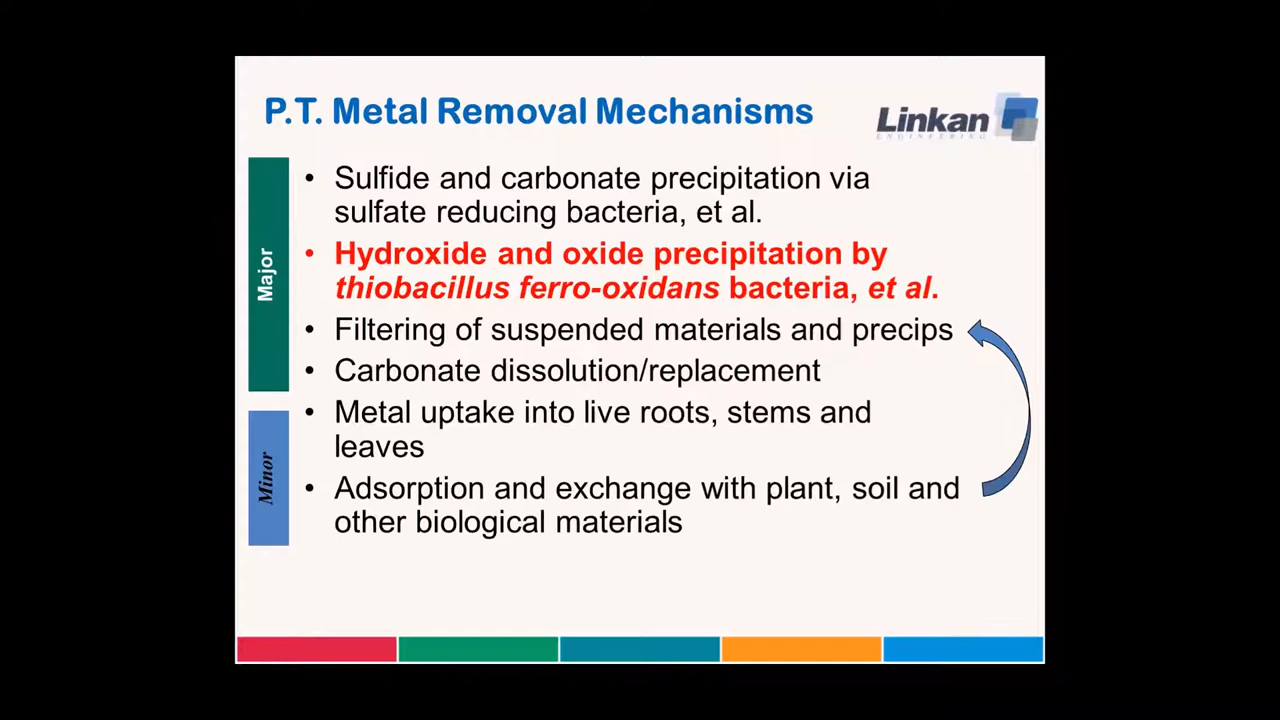 P.T. Metal Removal Mechanisms
Linkan
ENGINEERING
Major
• Sulfide and carbonate precipitation via
sulfate reducing bacteria, et al.
• Hydroxide and oxide precipitation by
thiobacillus ferro-oxidans bacteria, et al.
• Filtering of suspended materials and precips
• Carbonate dissolution/replacement
Minor
• Metal uptake into live roots, stems and
leaves
• Adsorption and exchange with plant, soil and
other biological materials